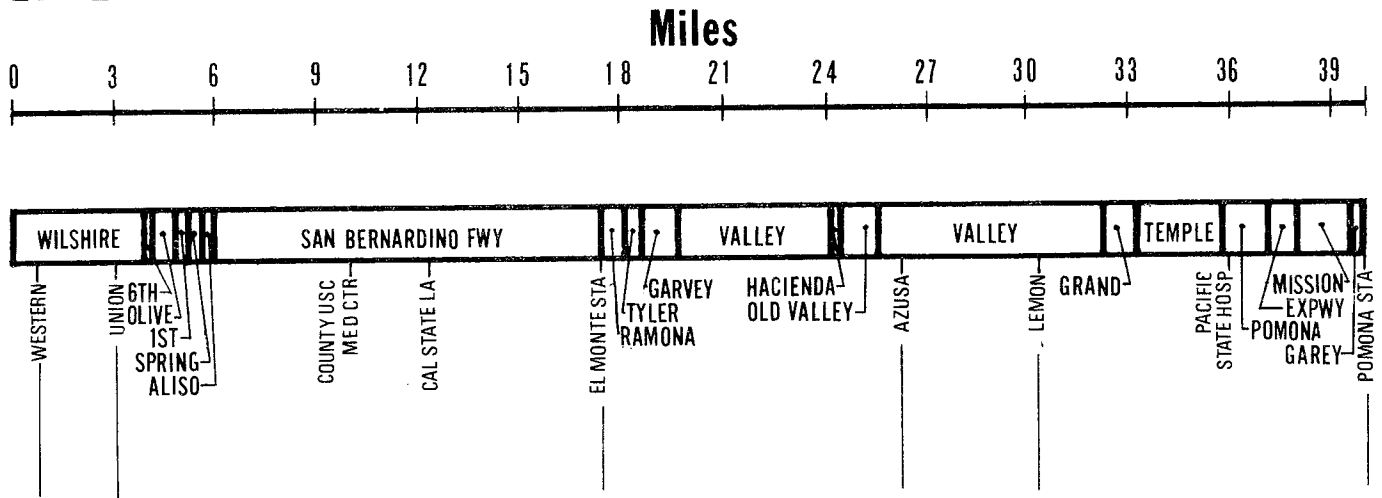 Miles
0 3 6 9 12 15 18 21 24 27 30 33 36 39
WILSHIRE
SAN BERNARDINO FWY
VALLEY
VALLEY
TEMPLE
WESTERN
UNION
6TH
OLIVE
1ST
SPRING
ALISO
COUNTY USC
MED CTR
CAL STATE LA
EL MONTE STA
GARVEY
TYLER
RAMONA
HACIENDA
OLD VALLEY
AZUSA
LEMON
GRAND
PACIFIC
STATE HOSP
MISSION
EXPWY
POMONA
GAREY
POMONA STA